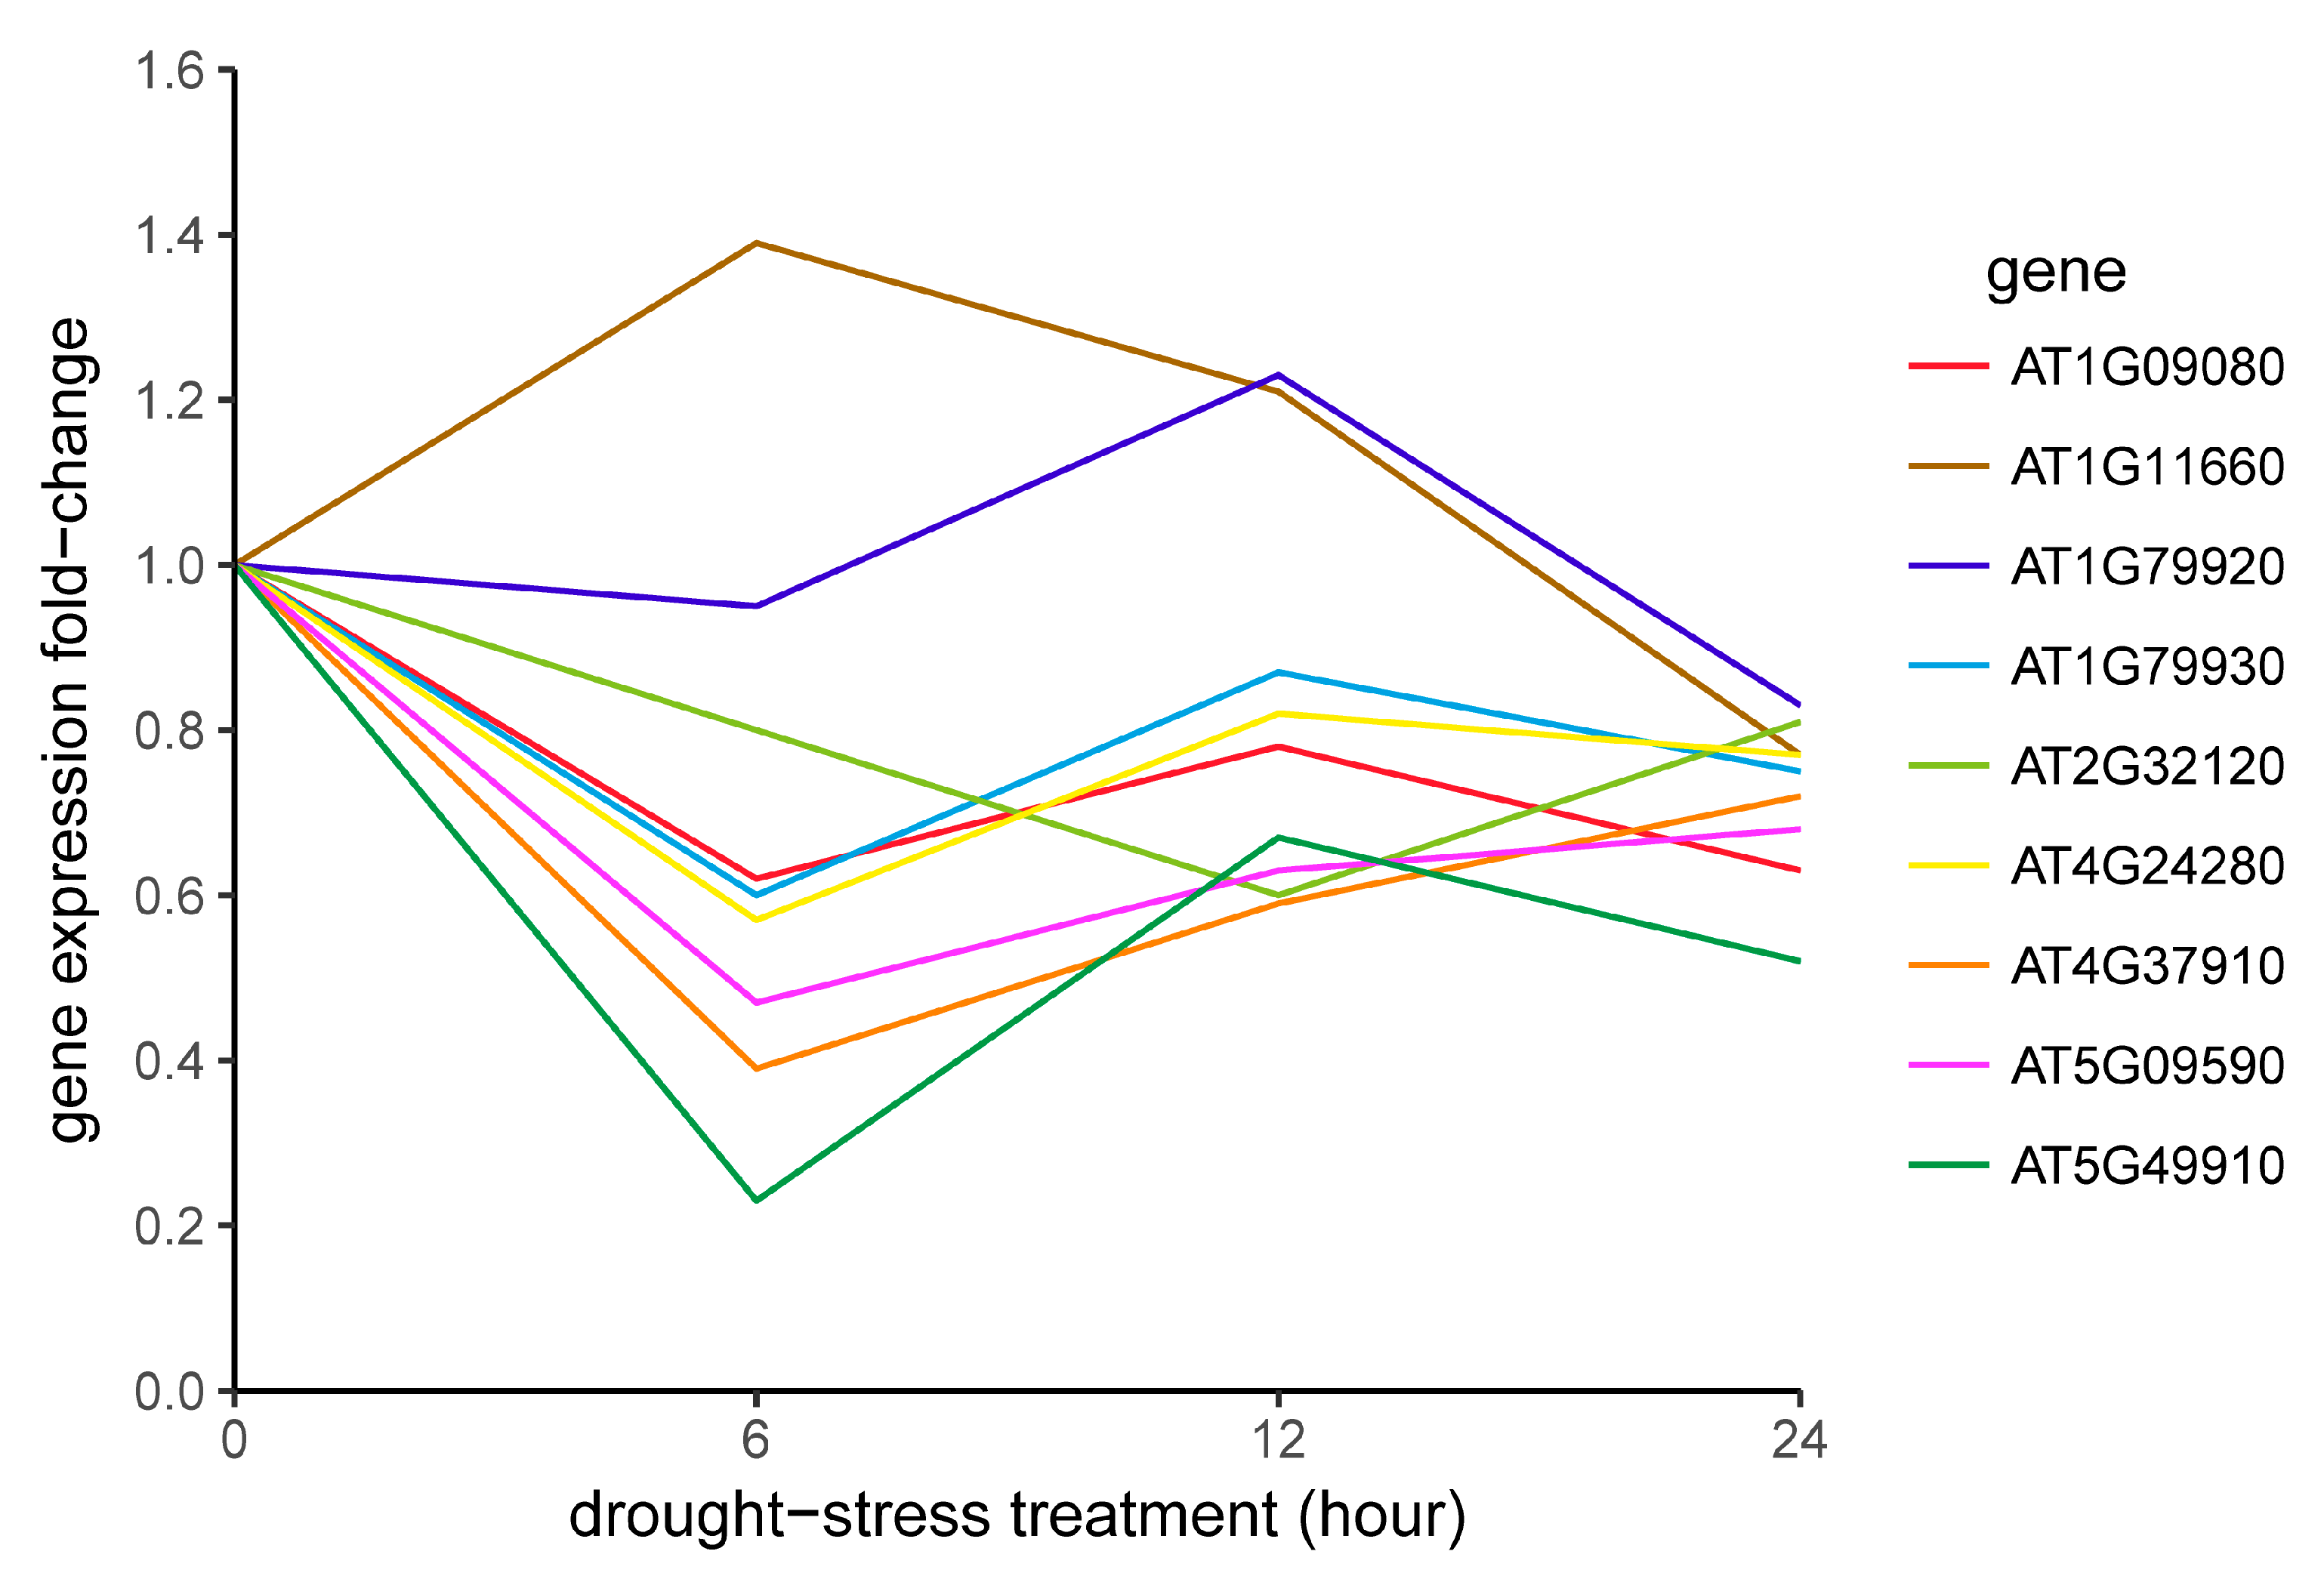 gene expression fold−change
1.6
1.4
1.2
1.0
0.8
0.6
0.4
0.2
0.0
0 6 12 24
drought−stress treatment (hour)
gene
AT1G09080
AT1G11660
AT1G79920
AT1G79930
AT2G32120
AT4G24280
AT4G37910
AT5G09590
AT5G49910